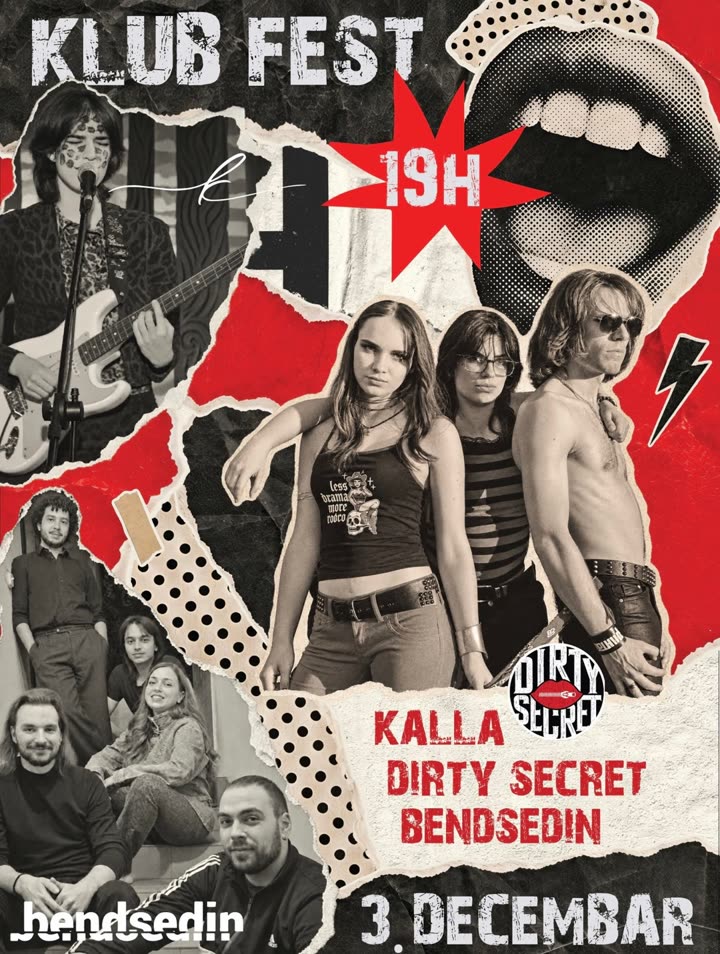 KLUB FEST
19H
k
less
Drama
more
rodeo
DIRTY
SECRET
KALLA
DIRTY SECRET
BENDSEDIN
bendsedin
3. DECEMBAR